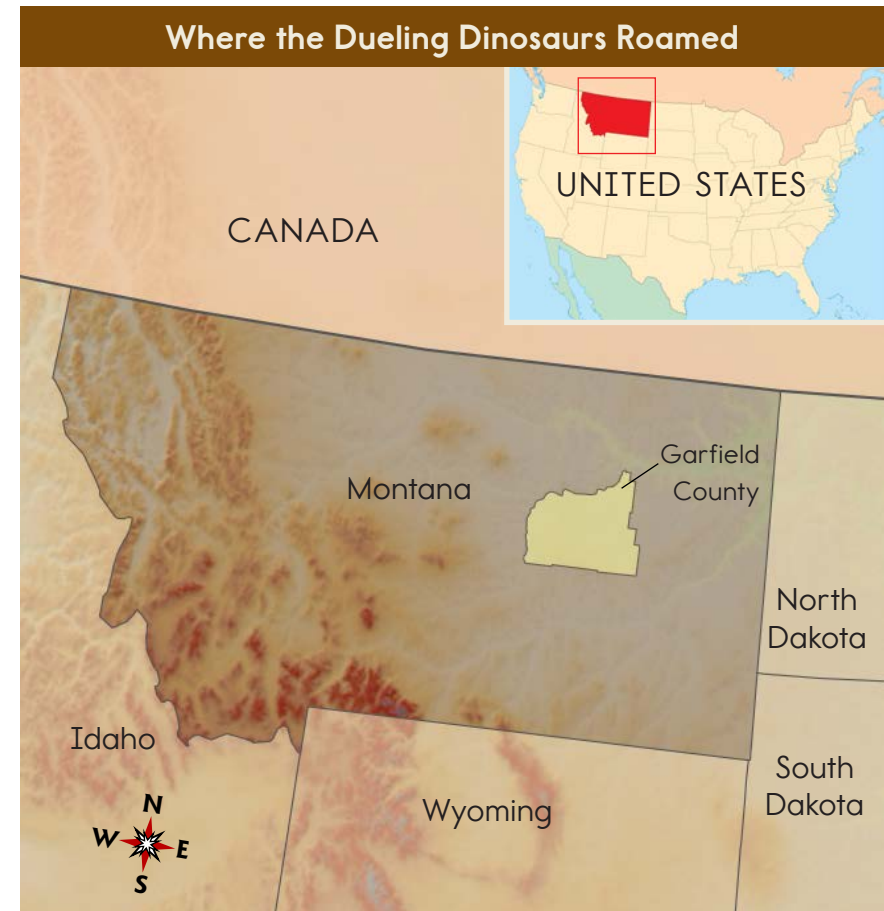 Where the Dueling Dinosaurs Roamed
UNITED STATES
CANADA
Garfield
County
Montana
North
Dakota
Idaho
South
Dakota
Wyoming
N
W
E
S